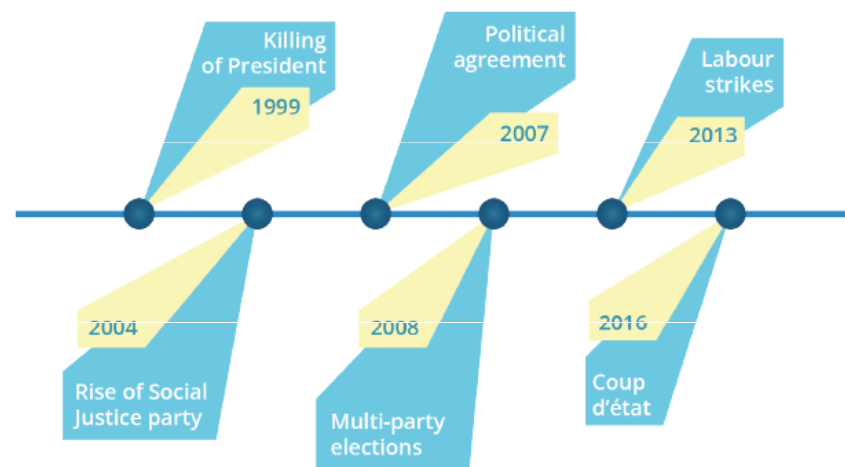 Killing
of President
1999
Political
agreement
2007
Labour
strikes
2013
2004
Rise of Social
Justice party
2008
Multi-party
elections
2016
Coup
d’état